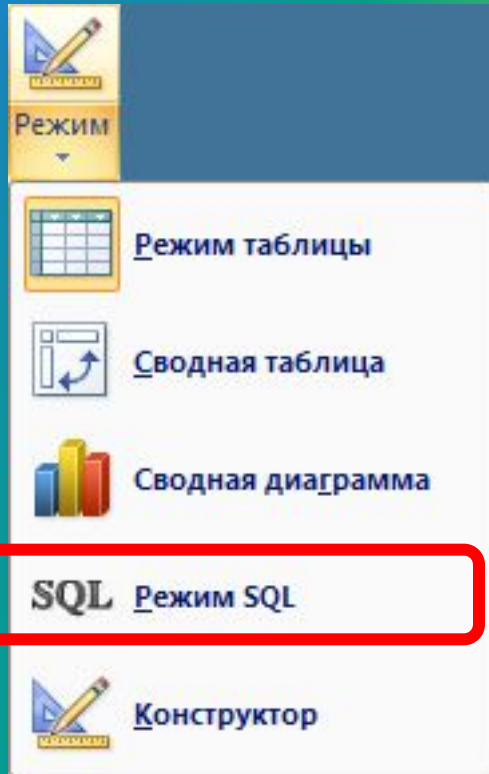 Режим
Режим таблицы
Сводная таблица
Сводная диаграмма
SQL Режим SQL
Конструктор